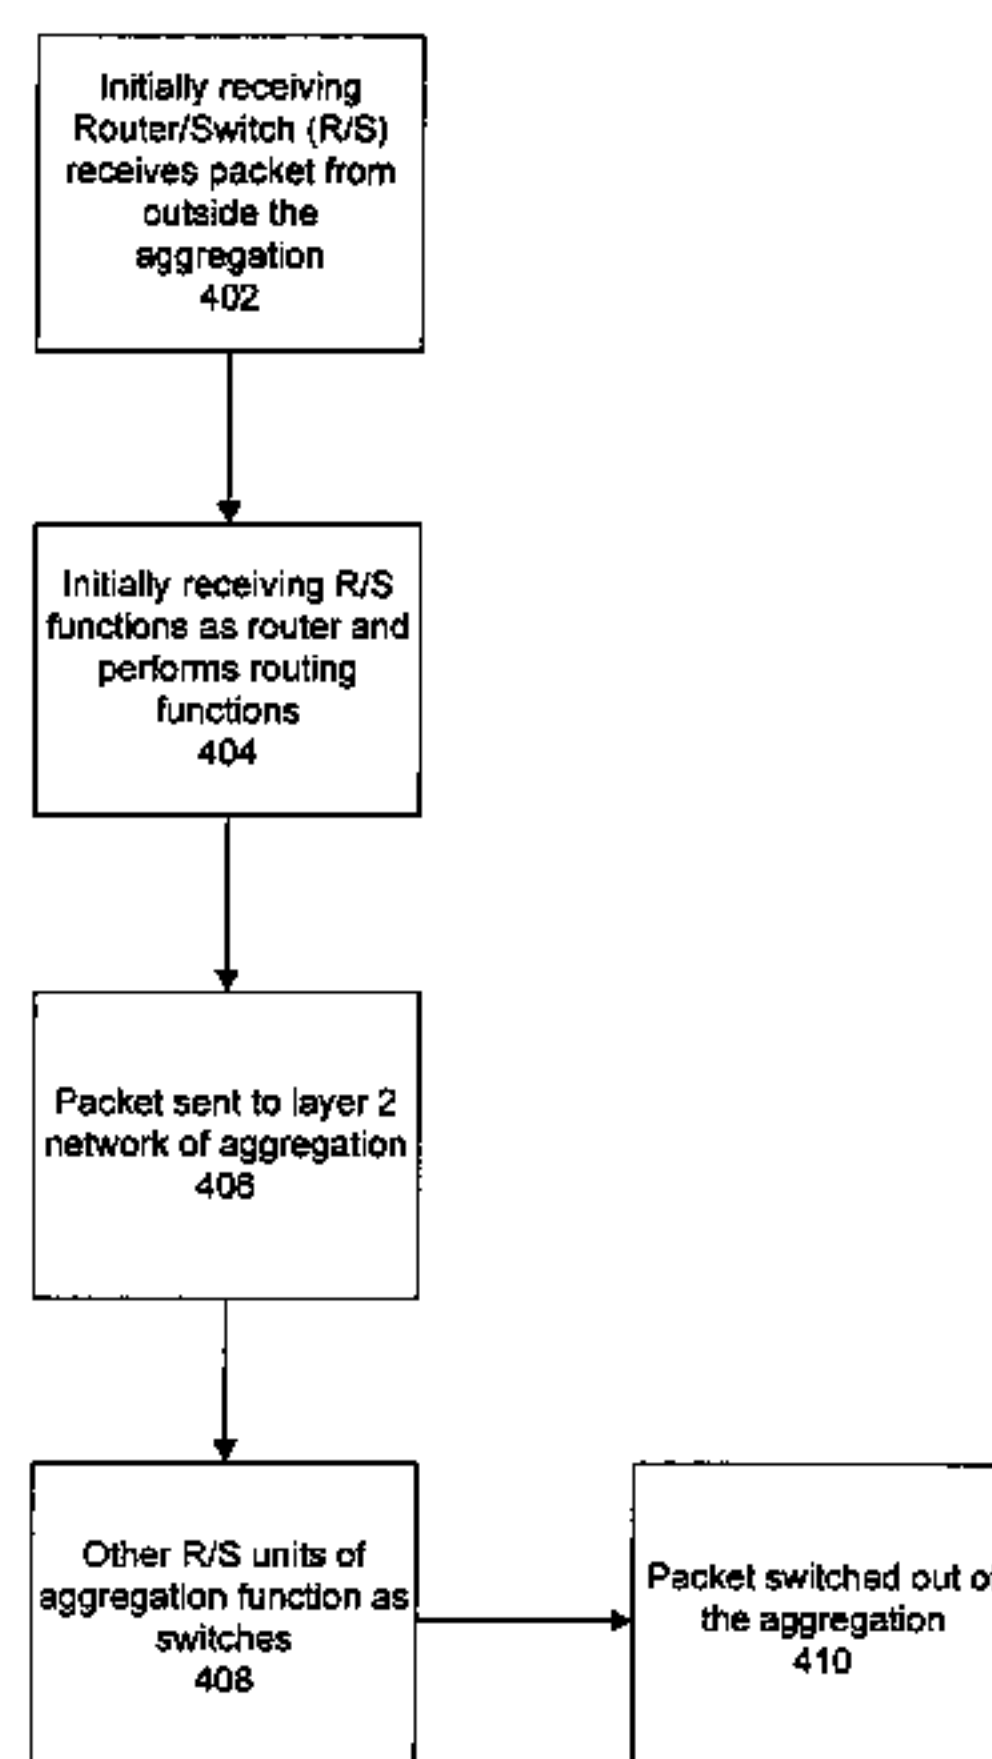 Initially receiving
Router/Switch (R/S)
receives packet from
outside the
aggregation
402
Initially receiving R/S
functions as router and
performs routing
functions
404
Packet sent to layer 2
network of aggregation
406
Other R/S units of
aggregation function as
switches
408
Packet switched out of
the aggregation
410